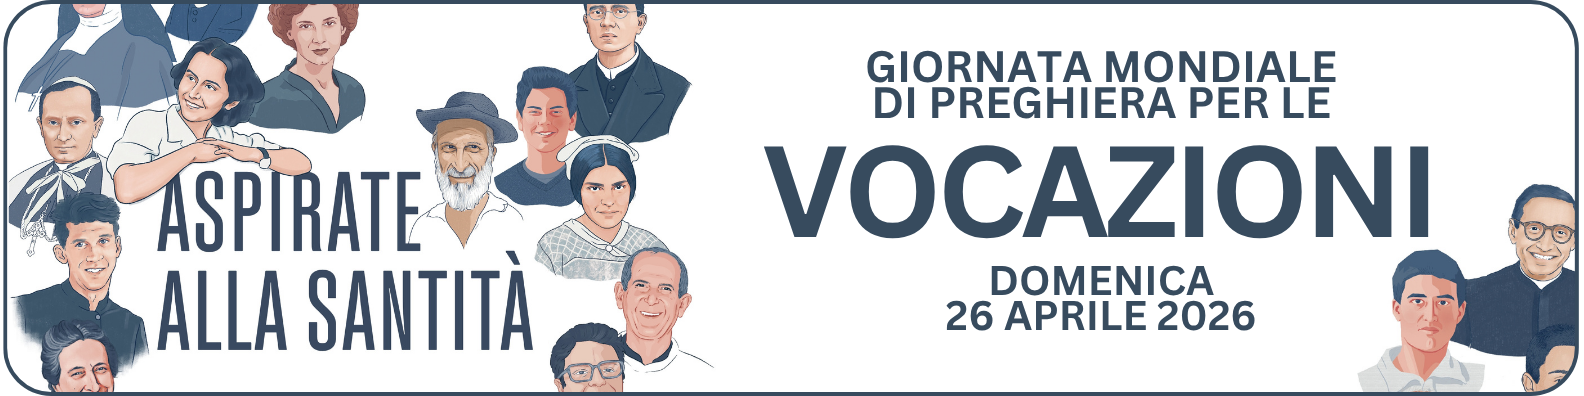 ASPIRATE
ALLA SANTITÀ
GIORNATA MONDIALE
DI PREGHIERA PER LE
VOCAZIONI
DOMENICA
26 APRILE 2026